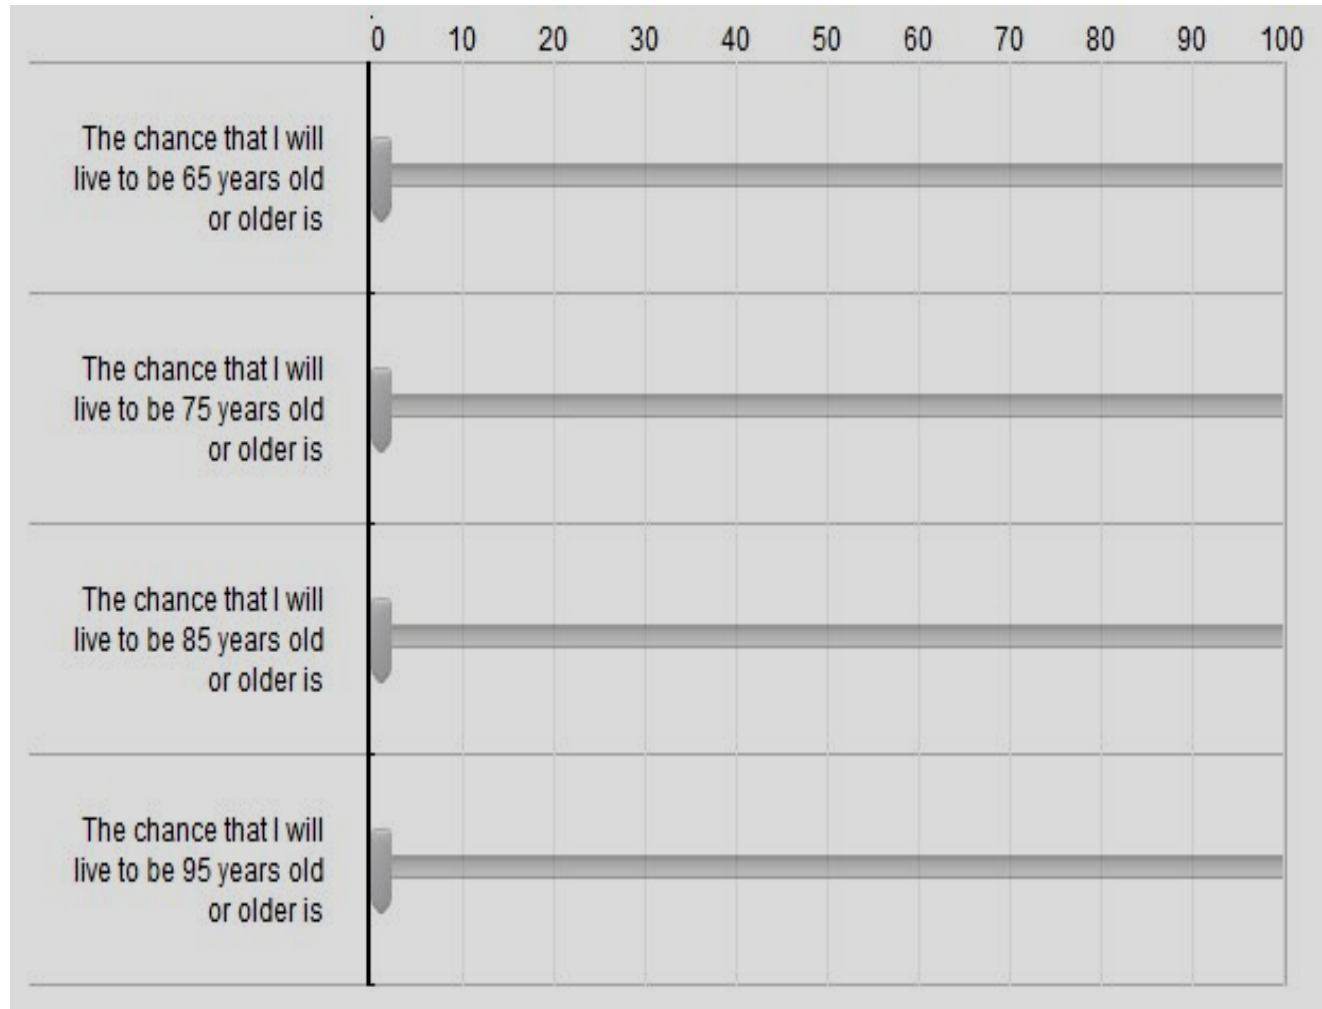 0 10 20 30 40 50 60 70 80 90 100
The chance that I will
live to be 65 years old
or older is
The chance that I will
live to be 75 years old
or older is
The chance that I will
live to be 85 years old
or older is
The chance that I will
live to be 95 years old
or older is